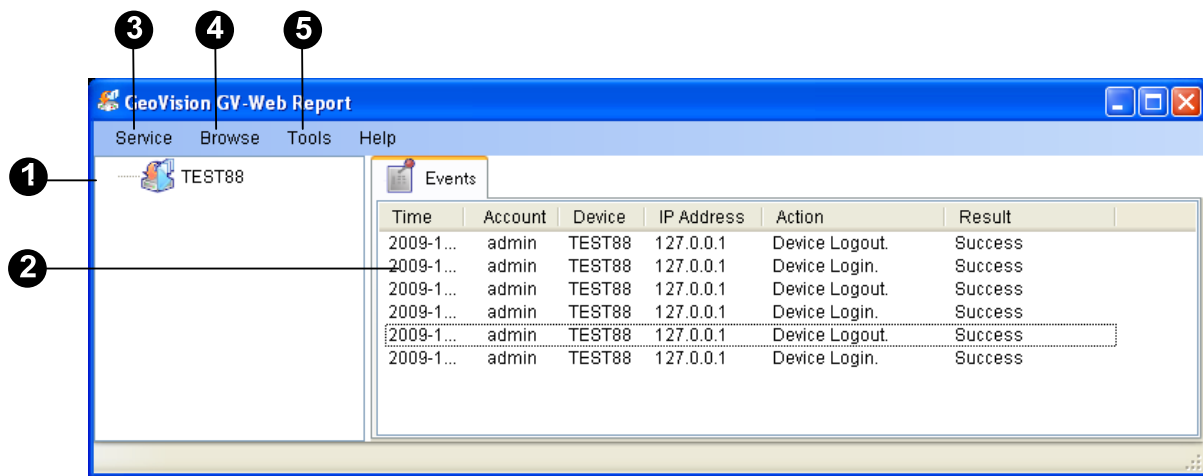 3 4 5
GeoVision GV-Web Report
Service Browse Tools Help
1
TEST88
Events
Time Account Device IP Address Action Result
2009-1... admin TEST88 127.0.0.1 Device Logout. Success
2
2009-1... admin TEST88 127.0.0.1 Device Login. Success
2009-1... admin TEST88 127.0.0.1 Device Logout. Success
2009-1... admin TEST88 127.0.0.1 Device Login. Success
2009-1... admin TEST88 127.0.0.1 Device Logout. Success
2009-1... admin TEST88 127.0.0.1 Device Login. Success